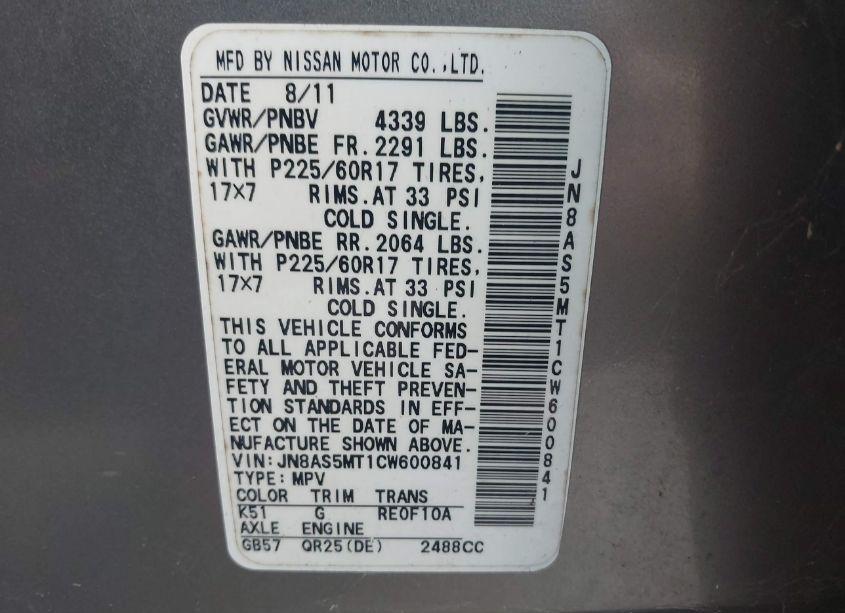 MFD BY NISSAN MOTOR CO.,LTD.
DATE 8/11
GVWR/PNBV 4339 LBS.
GAWR/PNBE FR.2291 LBS.
WITH P225/60R17 TIRES,
17×7 RIMS.AT 33 PSI
COLD SINGLE.
GAWR/PNBE RR.2064 LBS.
WITH P225/60R17 TIRES,
17×7 RIMS.AT 33 PSI
COLD SINGLE.
THIS VEHICLE CONFORMS
TO ALL APPLICABLE FED-
ERAL MOTOR VEHICLE SA-
FETY AND THEFT PREVEN-
TION STANDARDS IN EFF-
ECT ON THE DATE OF MA-
NUFACTURE SHOWN ABOVE.
VIN:JN8AS5MT1CW600841
TYPE:MPV
COLOR TRIM TRANS
K51 G RE0F10A
AXLE ENGINE
GB57 QR25(DE) 2488CC
JN8AS5MT1CW600841